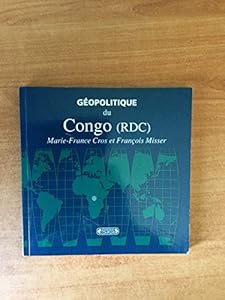 GÉOPOLITIQUE
du
Congo (RDC)
Marie-France Cros et François Misser